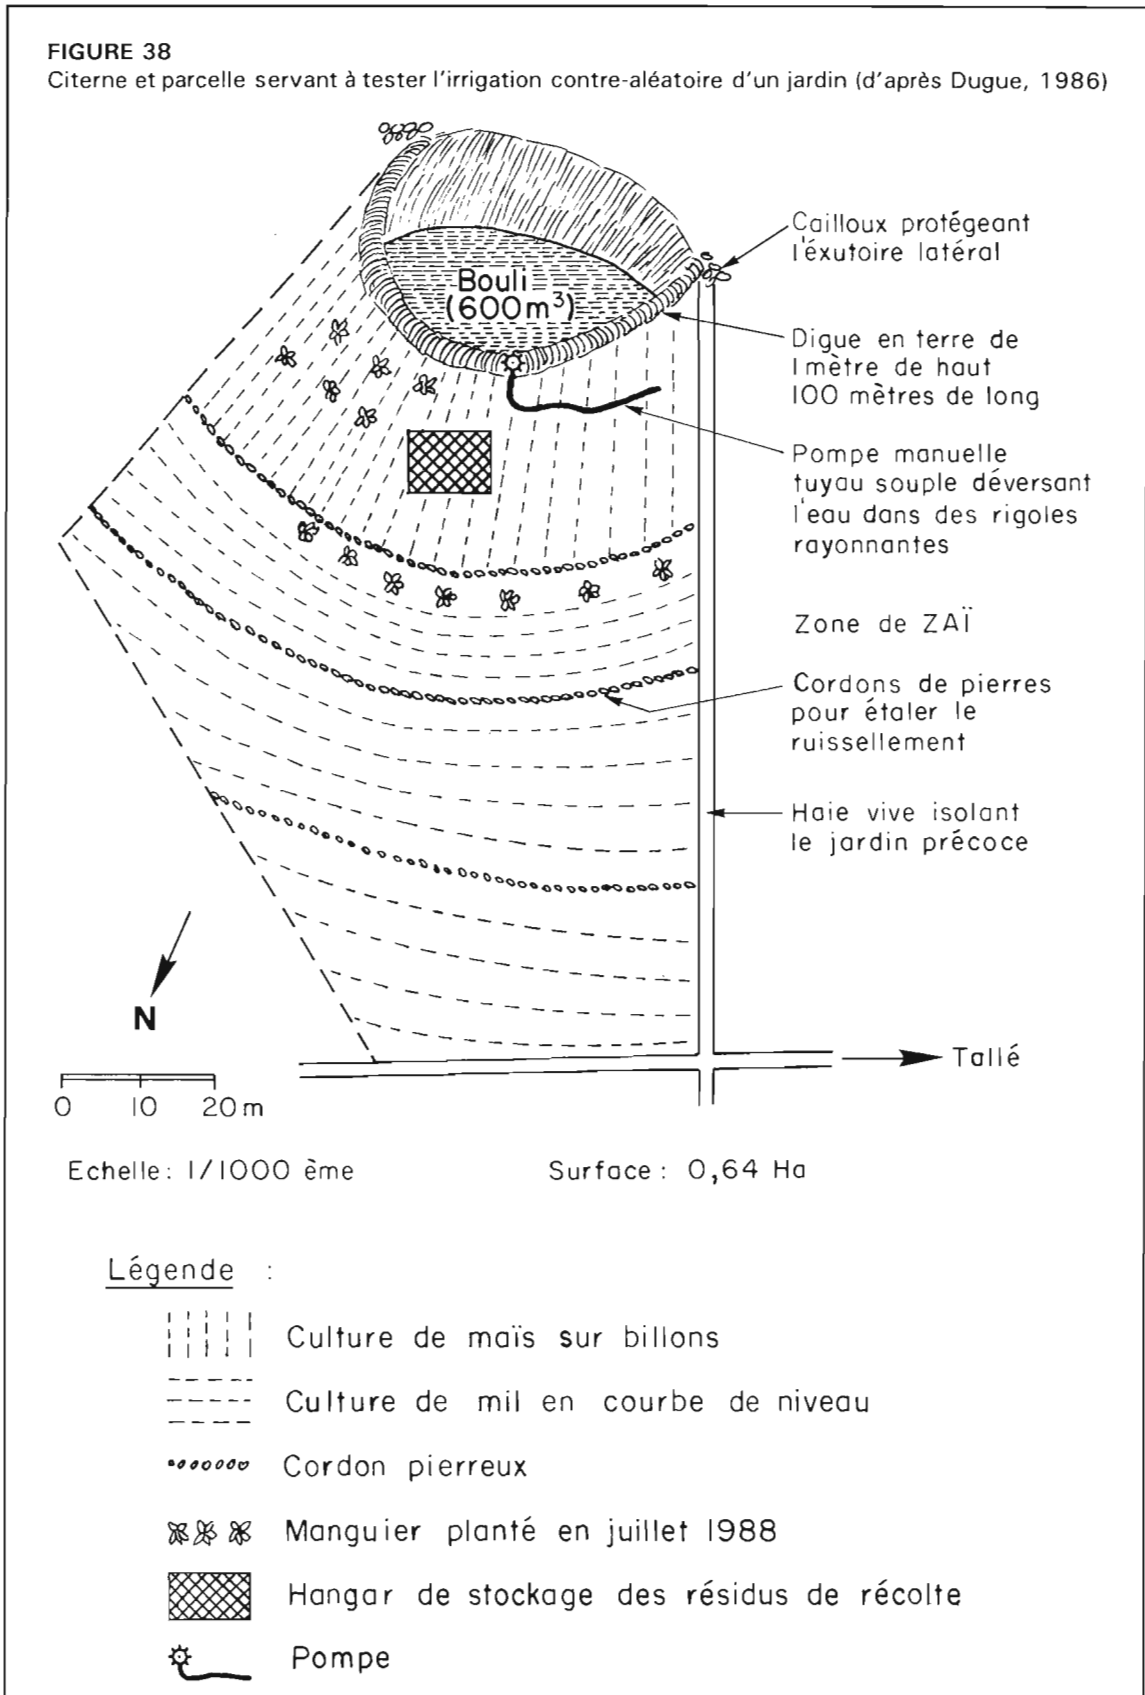 FIGURE 38
Citerne et parcelle servant à tester l'irrigation contre-aléatoire d'un jardin (d'après Dugue, 1986)
Cailloux protégeant
l'éxutoire latéral
Bouli
(600m³)
Digue en terre de
1 mètre de haut
100 mètres de long
Pompe manuelle
tuyau souple déversant
l'eau dans des rigoles
rayonnantes
Zone de ZAÏ
Cordons de pierres
pour étaler le
ruissellement
Haie vive isolant
le jardin précoce
N
Tallé
0 10 20 m
Echelle: 1/1000 ème
Surface: 0,64 Ha
Légende :
Culture de maïs sur billons
Culture de mil en courbe de niveau
Cordon pierreux
Manguier planté en juillet 1988
Hangar de stockage des résidus de récolte
Pompe